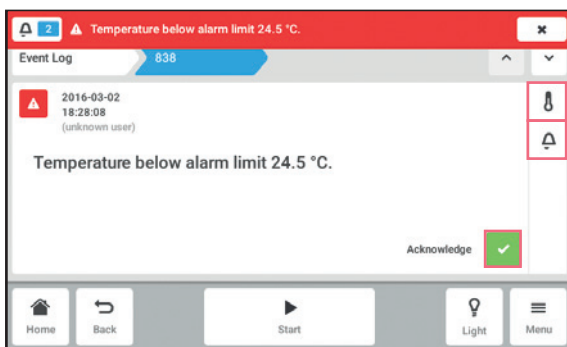 2 Temperature below alarm limit 24.5 °C.
Event Log 838
2016-03-02
18:28:08
(unknown user)
Temperature below alarm limit 24.5 °C.
Acknowledge
Home Back Start Light Menu